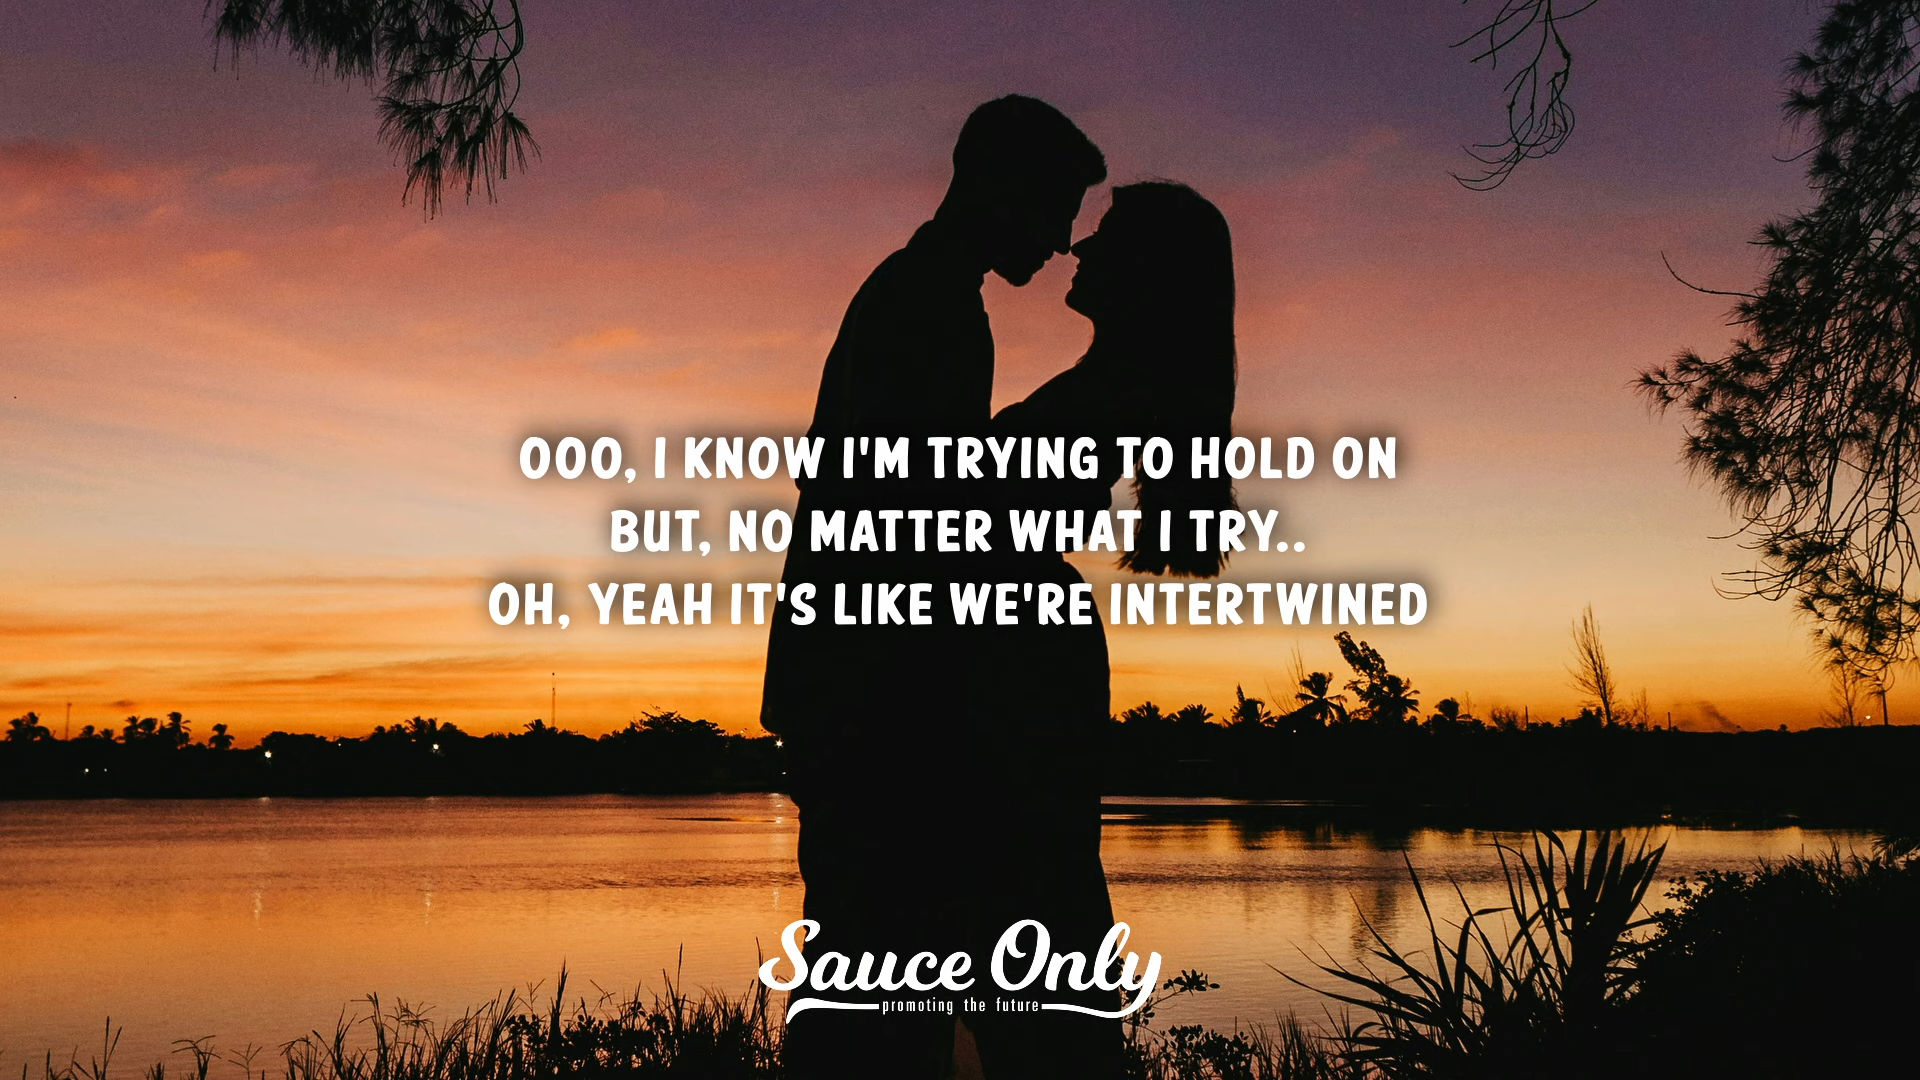 OOO, I KNOW I'M TRYING TO HOLD ON
BUT, NO MATTER WHAT I TRY..
OH, YEAH IT'S LIKE WE'RE INTERTWINED
Sauce Only
promoting the future